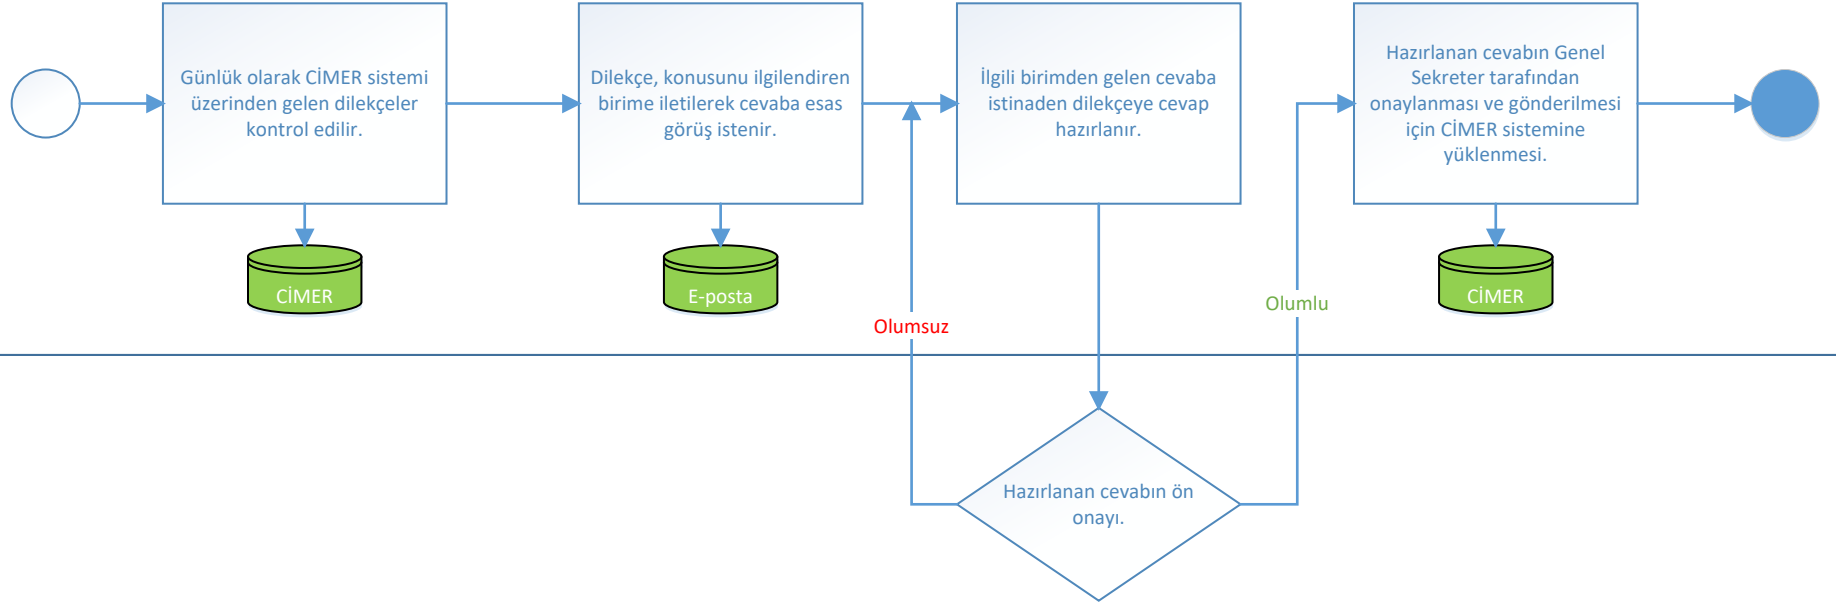 Günlük olarak CİMER sistemi
üzerinden gelen dilekçeler
kontrol edilir.
CİMER
Dilekçe, konusunu ilgilendiren
birime iletilerek cevaba esas
görüş istenir.
E-posta
İlgili birimden gelen cevaba
istinaden dilekçeye cevap
hazırlanır.
Hazırlanan cevabın Genel
Sekreter tarafından
onaylanması ve gönderilmesi
için CİMER sistemine
yüklenmesi.
CİMER
Olumsuz
Olumlu
Hazırlanan cevabın ön
onayı.